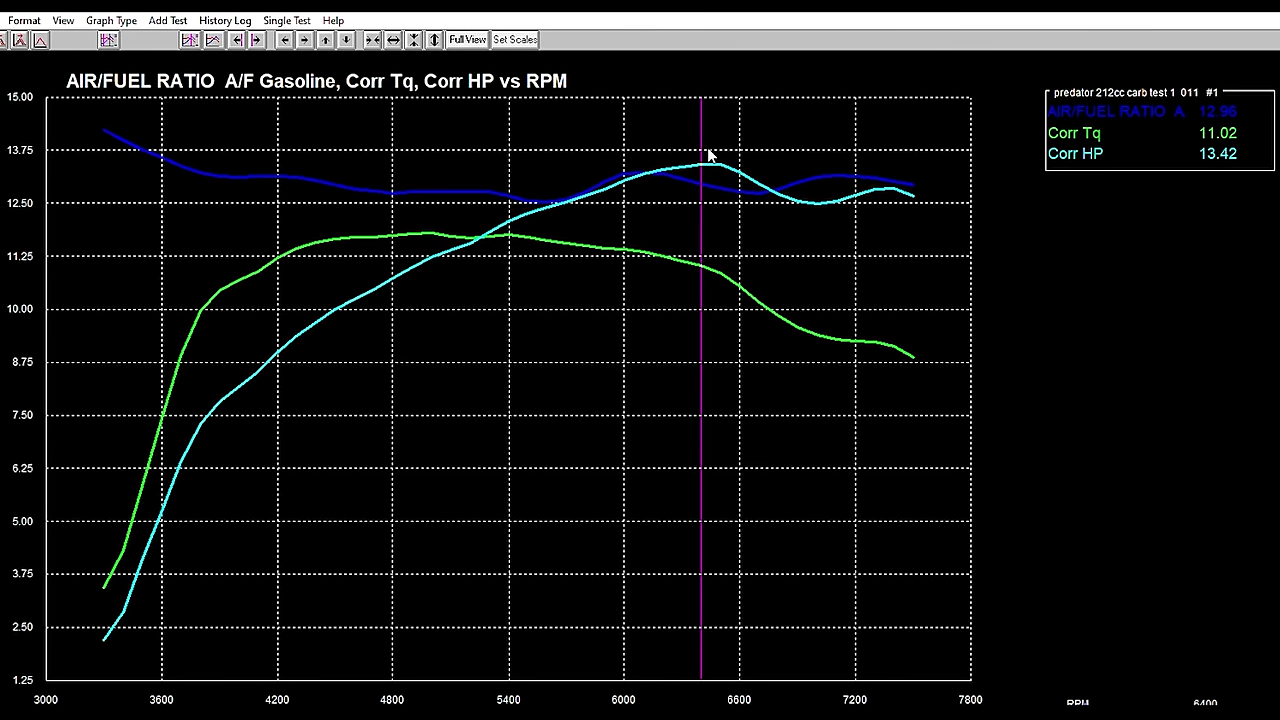 Format View Graph Type Add Test History Log Single Test Help
Full View Set Scales
AIR/FUEL RATIO A/F Gasoline, Corr Tq, Corr HP vs RPM
predator 212cc carb test 1 011 #1
AIR/FUEL RATIO A 12.96
Corr Tq 11.02
Corr HP 13.42
15.00
13.75
12.50
11.25
10.00
8.75
7.50
6.25
5.00
3.75
2.50
1.25
3000 3600 4200 4800 5400 6000 6600 7200 7800
RPM 6400